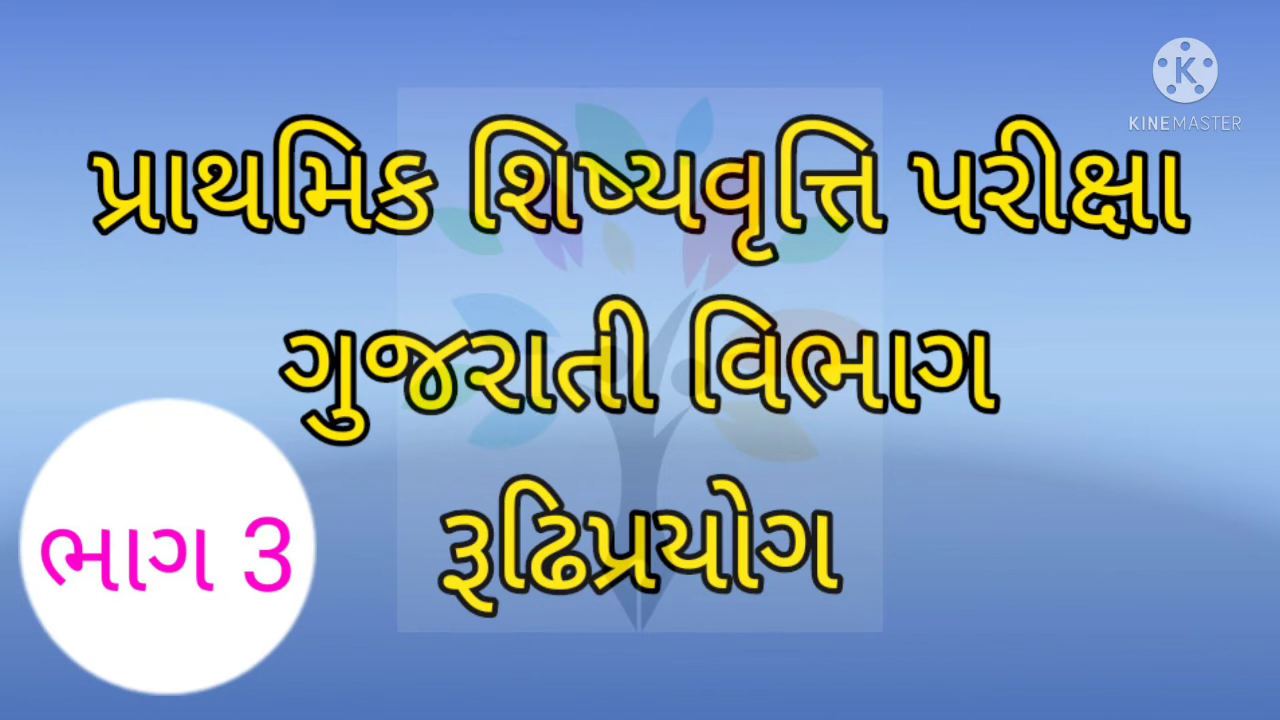 KINEMASTER
પ્રાથમિક શિષ્યવૃત્તિ પરીક્ષા
ગુજરાતી વિભાગ
રૂઢિપ્રયોગ
ભાગ 3